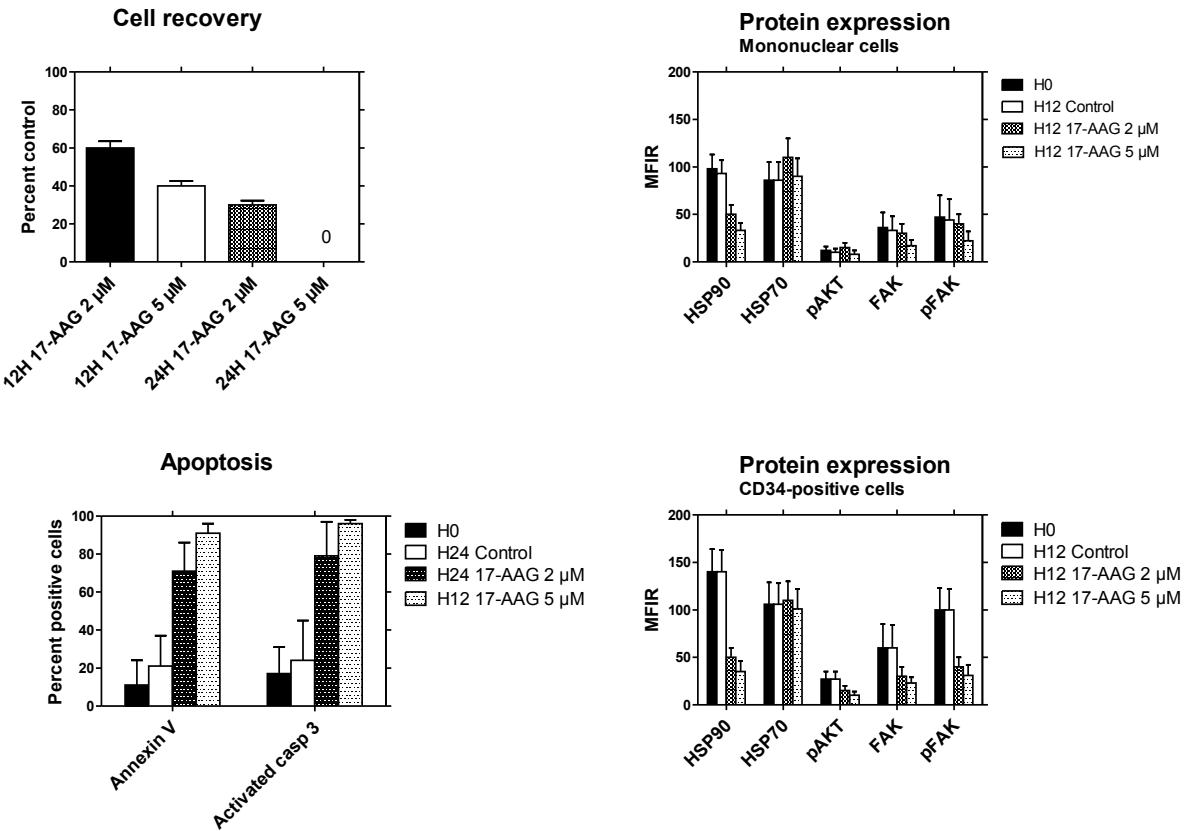 Cell recovery
Percent control
100
80
60
40
20
0
0
12H 17-AAG 2 µM
12H 17-AAG 5 µM
24H 17-AAG 2 µM
24H 17-AAG 5 µM
Protein expression
Mononuclear cells
MFIR
200
150
100
50
0
HSP90
HSP70
pAKT
FAK
pFAK
H0
H12 Control
H12 17-AAG 2 µM
H12 17-AAG 5 µM
Apoptosis
Percent positive cells
100
80
60
40
20
0
Annexin V
Activated casp 3
H0
H24 Control
H24 17-AAG 2 µM
H12 17-AAG 5 µM
Protein expression
CD34-positive cells
MFIR
200
150
100
50
0
HSP90
HSP70
pAKT
FAK
pFAK
H0
H12 Control
H12 17-AAG 2 µM
H12 17-AAG 5 µM